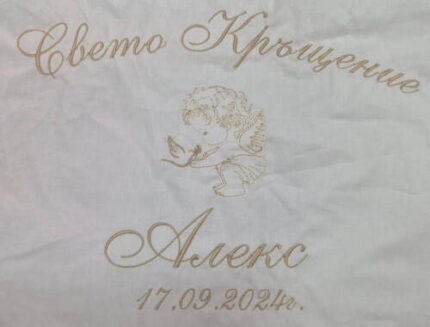 Свето Кръщение
Алекс
17.09.2024г.